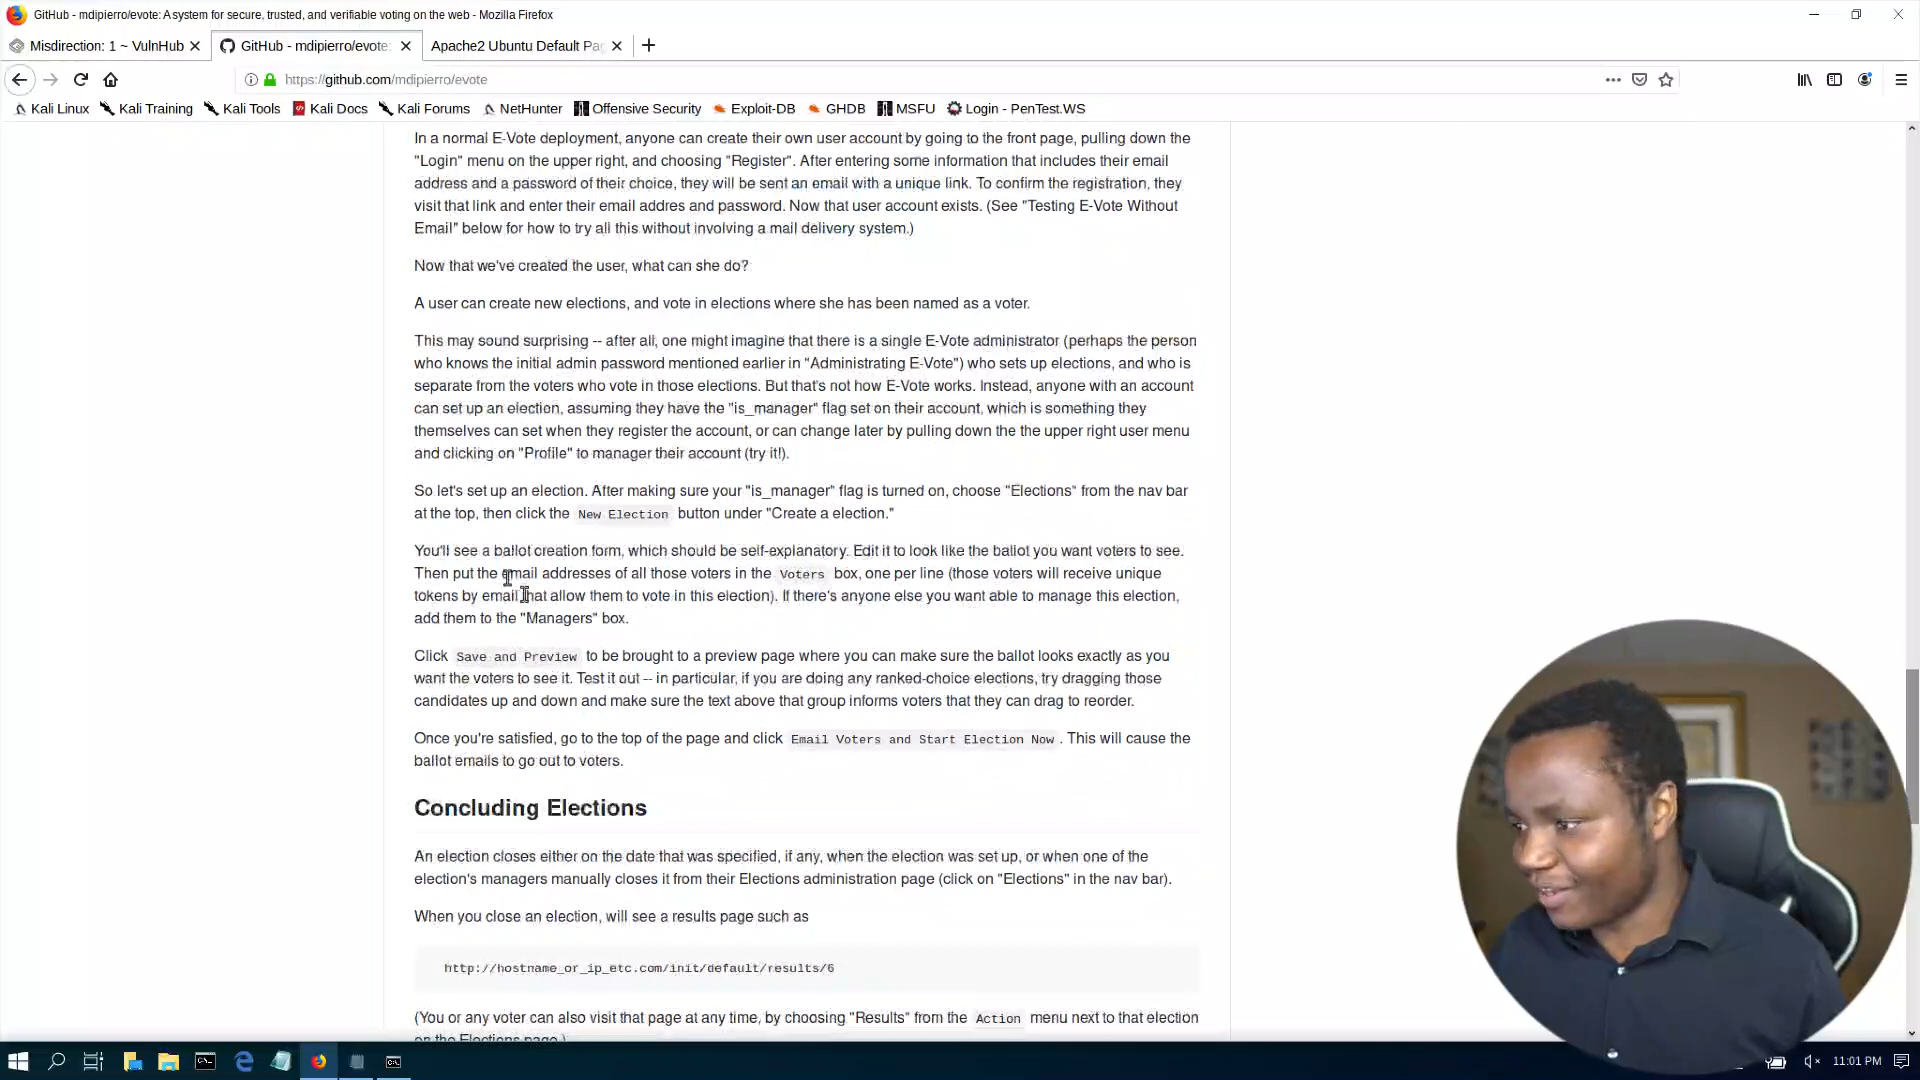 GitHub - mdipierro/evote: A system for secure, trusted, and verifiable voting on the web - Mozilla Firefox
Misdirection: 1 ~ VulnHub
GitHub - mdipierro/evote:
Apache2 Ubuntu Default Pa
https://github.com/mdipierro/evote
Kali Linux Kali Training Kali Tools Kali Docs Kali Forums NetHunter Offensive Security Exploit-DB GHDB MSFU Login - PenTest.WS
In a normal E-Vote deployment, anyone can create their own user account by going to the front page, pulling down the
"Login" menu on the upper right, and choosing "Register". After entering some information that includes their email
address and a password of their choice, they will be sent an email with a unique link. To confirm the registration, they
visit that link and enter their email addres and password. Now that user account exists. (See "Testing E-Vote Without
Email" below for how to try all this without involving a mail delivery system.)
Now that we've created the user, what can she do?
A user can create new elections, and vote in elections where she has been named as a voter.
This may sound surprising -- after all, one might imagine that there is a single E-Vote administrator (perhaps the person
who knows the initial admin password mentioned earlier in "Administrating E-Vote") who sets up elections, and who is
separate from the voters who vote in those elections. But that's not how E-Vote works. Instead, anyone with an account
can set up an election, assuming they have the "is_manager" flag set on their account, which is something they
themselves can set when they register the account, or can change later by pulling down the the upper right user menu
and clicking on "Profile" to manager their account (try it!).
So let's set up an election. After making sure your "is_manager" flag is turned on, choose "Elections" from the nav bar
at the top, then click the New Election button under "Create a election."
You'll see a ballot creation form, which should be self-explanatory. Edit it to look like the ballot you want voters to see.
Then put the email addresses of all those voters in the Voters box, one per line (those voters will receive unique
tokens by email that allow them to vote in this election). If there's anyone else you want able to manage this election,
add them to the "Managers" box.
Click Save and Preview to be brought to a preview page where you can make sure the ballot looks exactly as you
want the voters to see it. Test it out -- in particular, if you are doing any ranked-choice elections, try dragging those
candidates up and down and make sure the text above that group informs voters that they can drag to reorder.
Once you're satisfied, go to the top of the page and click Email Voters and Start Election Now. This will cause the
ballot emails to go out to voters.
Concluding Elections
An election closes either on the date that was specified, if any, when the election was set up, or when one of the
election's managers manually closes it from their Elections administration page (click on "Elections" in the nav bar).
When you close an election, will see a results page such as
http://hostname_or_ip_etc.com/init/default/results/6
(You or any voter can also visit that page at any time, by choosing "Results" from the Action menu next to that election
on the Elections page.)
11:01 PM